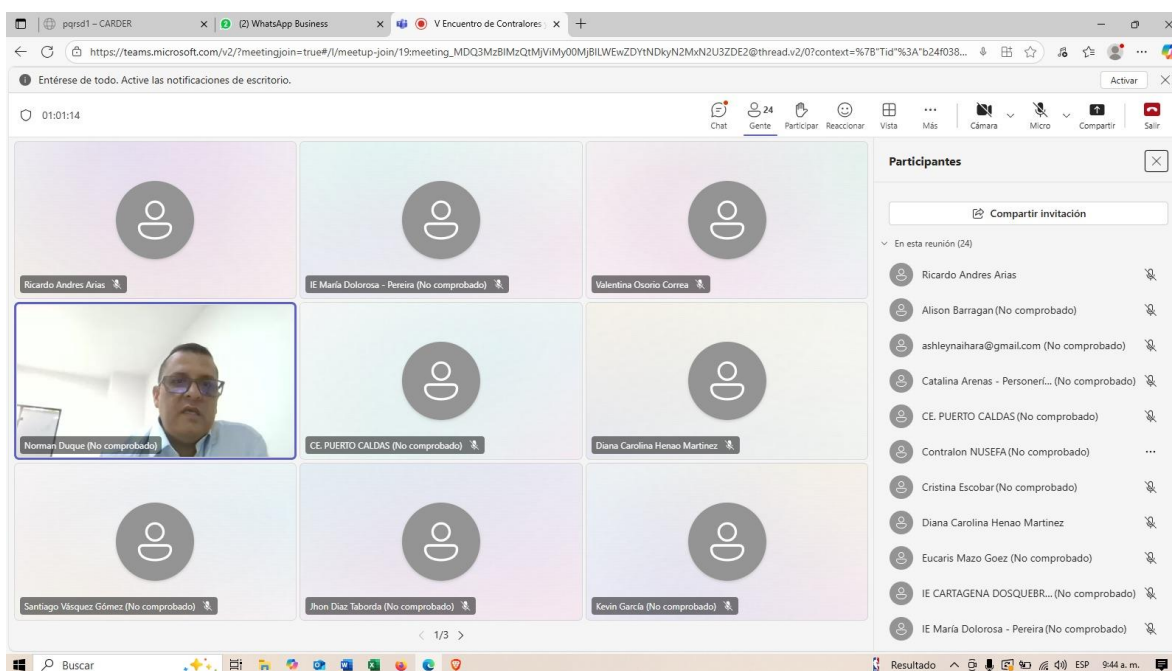 pqrsd1 – CARDER
(2) WhatsApp Business
V Encuentro de Contralores
https://teams.microsoft.com/v2/?meetingjoin=true#/l/meetup-join/19:meeting_MDQ3MzBlMzQtMjViMy00MjBlLWEwZDYtNDkyN2MxN2U3ZDE2@thread.v2/0?context=%7B"Tid"%3A"b24f038...
Entérese de todo. Active las notificaciones de escritorio.
Activar
01:01:14
24
Chat Gente Participar Reaccionar Vista Más Cámara Micro Compartir Salir
Participantes
Compartir invitación
En esta reunión (24)
Ricardo Andres Arias
Alison Barragan (No comprobado)
ashleynaihara@gmail.com (No comprobado)
Catalina Arenas - Personerí... (No comprobado)
CE. PUERTO CALDAS (No comprobado)
Contralon NUSEFA (No comprobado)
Cristina Escobar (No comprobado)
Diana Carolina Henao Martinez
Eucaris Mazo Goez (No comprobado)
IE CARTAGENA DOSQUEBR... (No comprobado)
IE María Dolorosa - Pereira (No comprobado)
Ricardo Andres Arias
IE María Dolorosa - Pereira (No comprobado)
Valentina Osorio Correa
Norman Duque (No comprobado)
CE. PUERTO CALDAS (No comprobado)
Diana Carolina Henao Martinez
Santiago Vásquez Gómez (No comprobado)
Jhon Diaz Taborda (No comprobado)
Kevin García (No comprobado)
1/3
Buscar
Resultado
ESP 9:44 a. m.